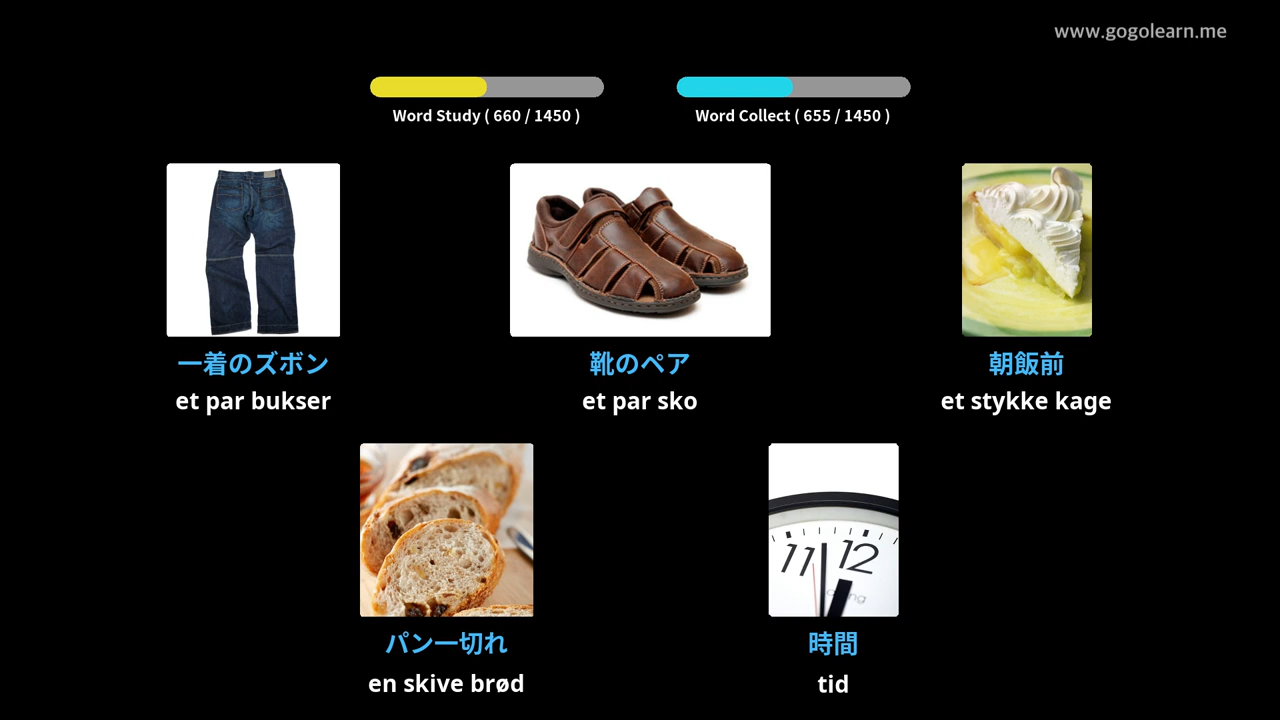 www.gogolearn.me
Word Study ( 660 / 1450 )
Word Collect ( 655 / 1450 )
一着のズボン
et par bukser
靴のペア
et par sko
朝飯前
et stykke kage
11
12
パン一切れ
en skive brød
時間
tid